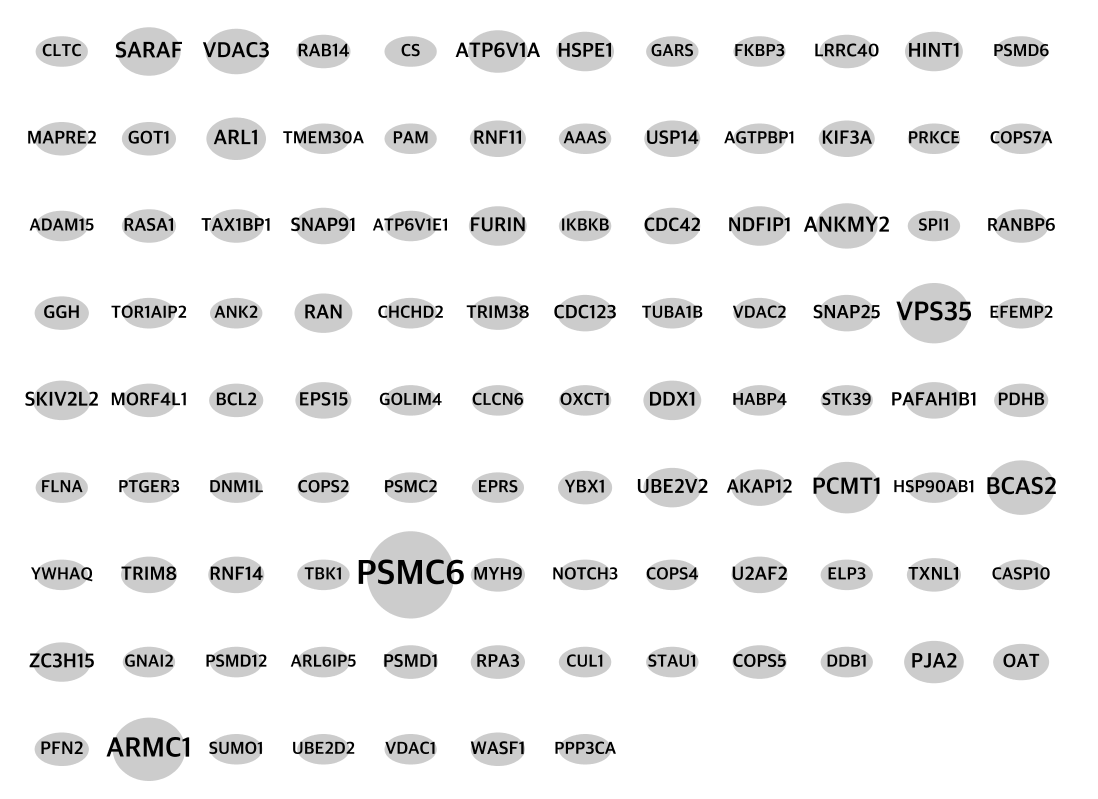 CLTC SARAF VDAC3 RAB14 CS ATP6V1A HSPE1 GARS FKBP3 LRRC40 HINT1 PSMD6
MAPRE2 GOT1 ARL1 TMEM30A PAM RNF11 AAAS USP14 AGTPBP1 KIF3A PRKCE COPS7A
ADAM15 RASA1 TAX1BP1 SNAP91 ATP6V1E1 FURIN IKBKB CDC42 NDFIP1 ANKMY2 SPI1 RANBP6
GGH TOR1AIP2 ANK2 RAN CHCHD2 TRIM38 CDC123 TUBA1B VDAC2 SNAP25 VPS35 EFEMP2
SKIV2L2 MORF4L1 BCL2 EPS15 GOLIM4 CLCN6 OXCT1 DDX1 HABP4 STK39 PAFAH1B1 PDHB
FLNA PTGER3 DNM1L COPS2 PSMC2 EPRS YBX1 UBE2V2 AKAP12 PCMT1 HSP90AB1 BCAS2
YWHAQ TRIM8 RNF14 TBK1 PSMC6 MYH9 NOTCH3 COPS4 U2AF2 ELP3 TXNL1 CASP10
ZC3H15 GNAI2 PSMD12 ARL6IP5 PSMD1 RPA3 CUL1 STAU1 COPS5 DDB1 PJA2 OAT
PFN2 ARMC1 SUMO1 UBE2D2 VDAC1 WASF1 PPP3CA